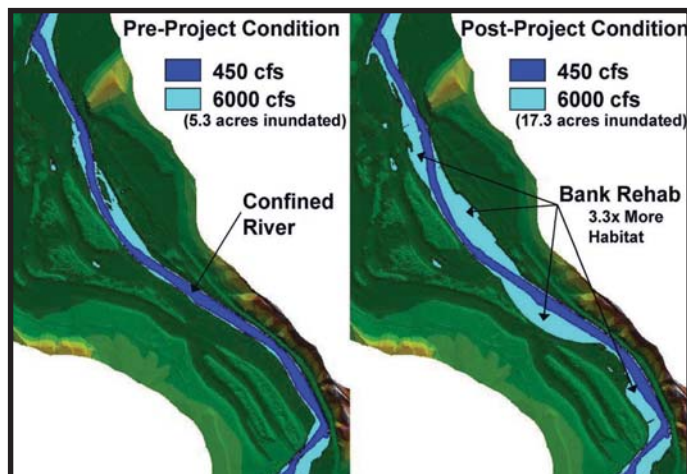 Pre-Project Condition
450 cfs
6000 cfs
(5.3 acres inundated)
Confined
River
Post-Project Condition
450 cfs
6000 cfs
(17.3 acres inundated)
Bank Rehab
3.3x More
Habitat